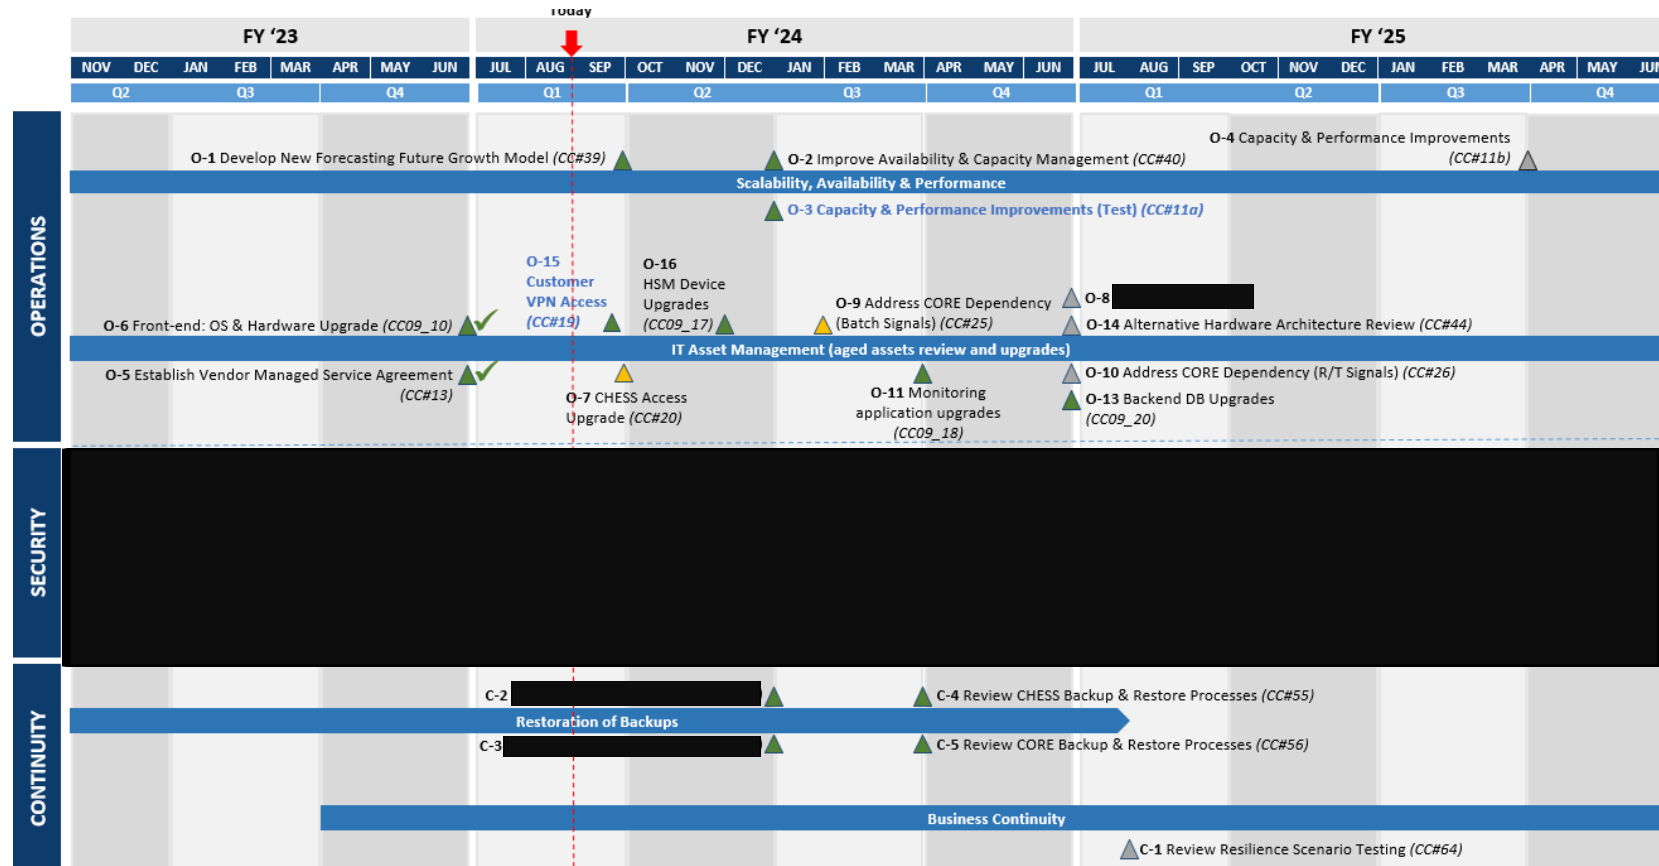 Today
FY ‘23 FY ‘24 FY ‘25
NOV DEC JAN FEB MAR APR MAY JUN JUL AUG SEP OCT NOV DEC JAN FEB MAR APR MAY JUN JUL AUG SEP OCT NOV DEC JAN FEB MAR APR MAY JUN
Q2 Q3 Q4 Q1 Q2 Q3 Q4 Q1 Q2 Q3 Q4
OPERATIONS
O-4 Capacity & Performance Improvements
(CC#11b)
O-1 Develop New Forecasting Future Growth Model (CC#39)
O-2 Improve Availability & Capacity Management (CC#40)
Scalability, Availability & Performance
O-3 Capacity & Performance Improvements (Test) (CC#11a)
O-15
Customer
VPN Access
(CC#19)
O-16
HSM Device
Upgrades
(CC09_17)
O-9 Address CORE Dependency
(Batch Signals) (CC#25)
O-8
O-6 Front-end: OS & Hardware Upgrade (CC09_10)
O-14 Alternative Hardware Architecture Review (CC#44)
IT Asset Management (aged assets review and upgrades)
O-5 Establish Vendor Managed Service Agreement
(CC#13)
O-7 CHESS Access
Upgrade (CC#20)
O-11 Monitoring
application upgrades
(CC09_18)
O-10 Address CORE Dependency (R/T Signals) (CC#26)
O-13 Backend DB Upgrades
(CC09_20)
SECURITY
CONTINUITY
C-2
C-4 Review CHESS Backup & Restore Processes (CC#55)
Restoration of Backups
C-3
C-5 Review CORE Backup & Restore Processes (CC#56)
Business Continuity
C-1 Review Resilience Scenario Testing (CC#64)